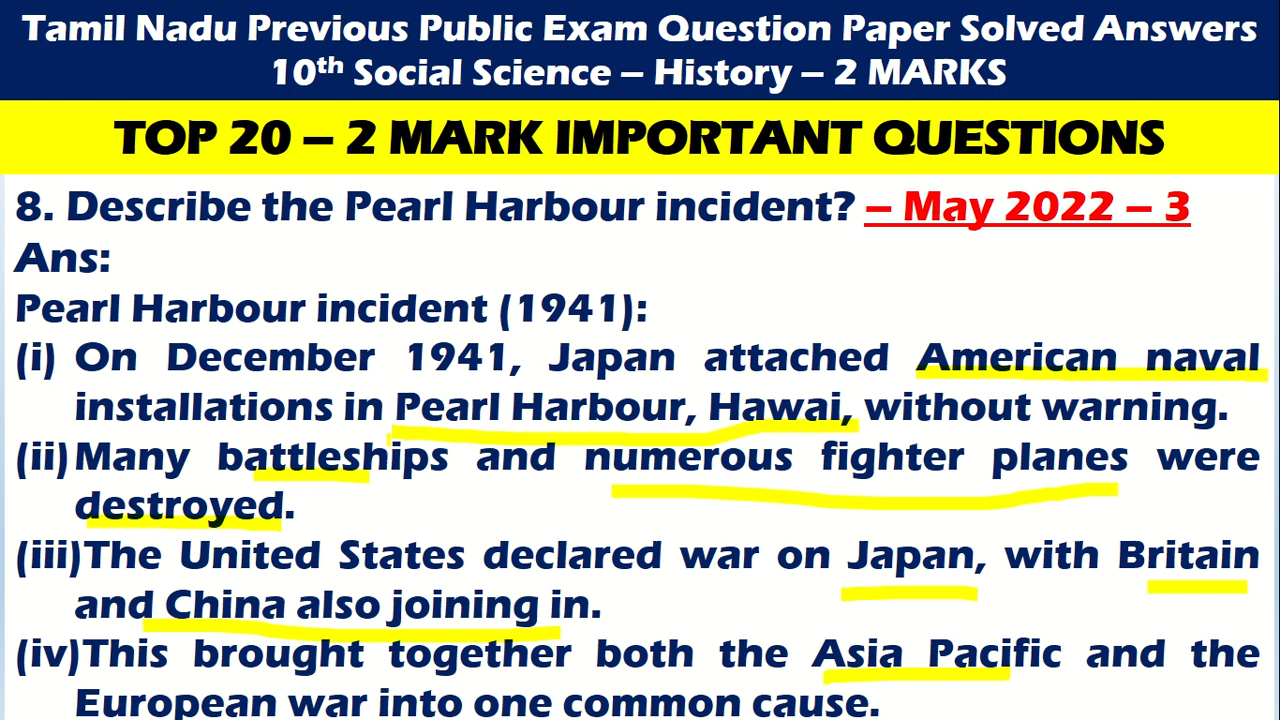 Tamil Nadu Previous Public Exam Question Paper Solved Answers
10th Social Science – History – 2 MARKS
TOP 20 – 2 MARK IMPORTANT QUESTIONS
8. Describe the Pearl Harbour incident? – May 2022 – 3
Ans:
Pearl Harbour incident (1941):
(i) On December 1941, Japan attached American naval
installations in Pearl Harbour, Hawai, without warning.
(ii) Many battleships and numerous fighter planes were
destroyed.
(iii)The United States declared war on Japan, with Britain
and China also joining in.
(iv)This brought together both the Asia Pacific and the
European war into one common cause.